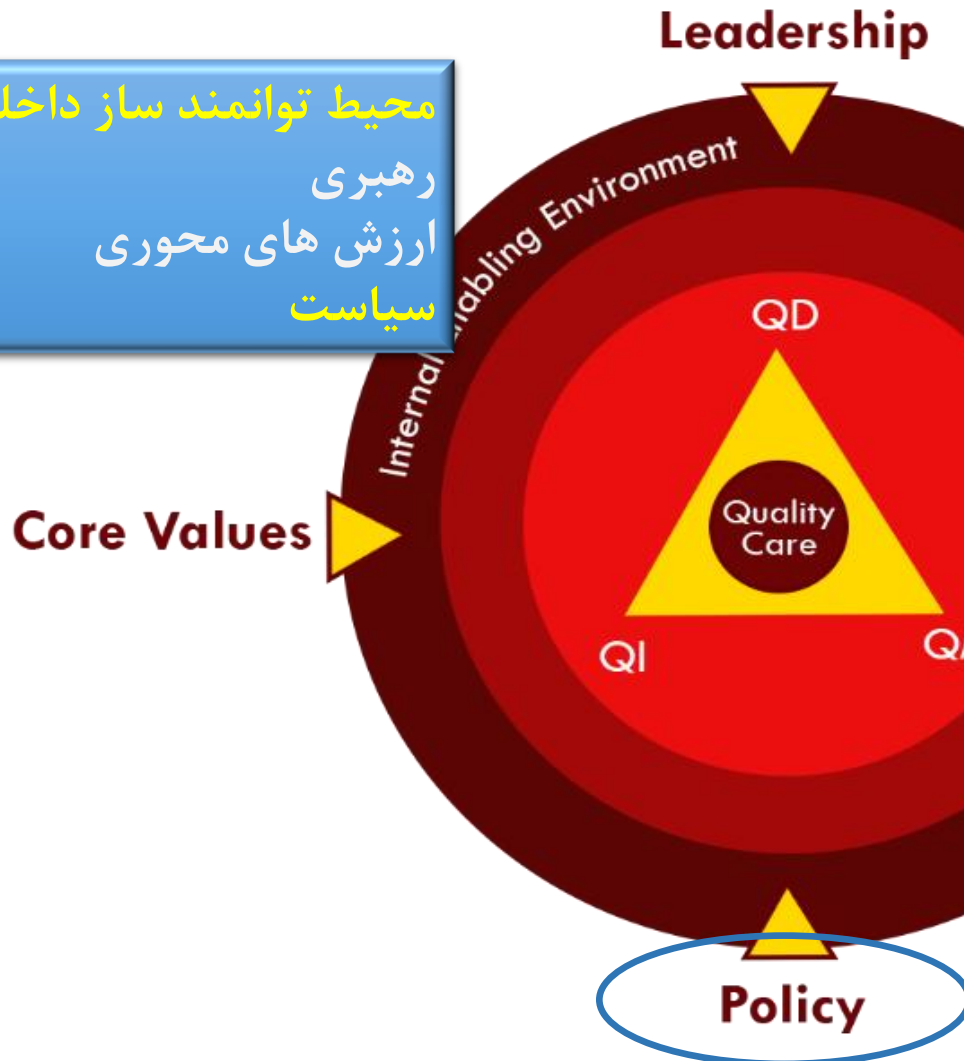 Leadership
محیط توانمند ساز داخل
رهبری
ارزش های محوری
سیاست
Internal Enabling Environment
QD
Core Values
Quality
Care
QI
QA
Policy